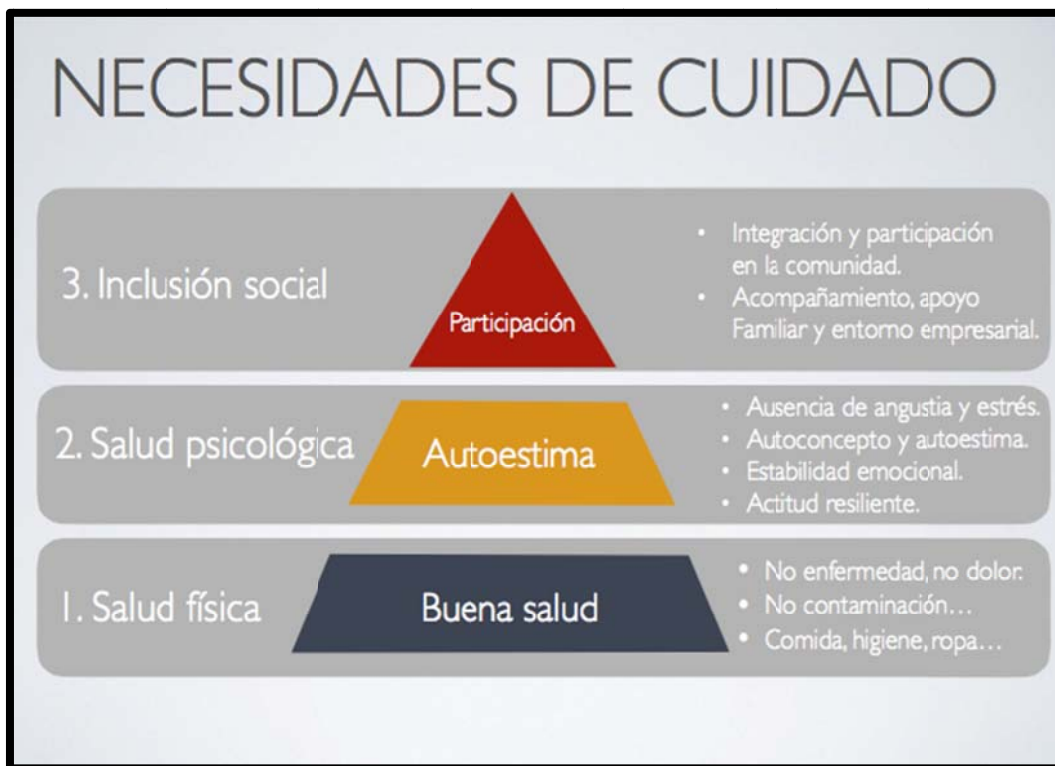 NECESIDADES DE CUIDADO
3. Inclusión social
Participación
• Integración y participación
en la comunidad.
• Acompañamiento, apoyo
Familiar y entorno empresarial.
2. Salud psicológica
Autoestima
• Ausencia de angustia y estrés.
• Autoconcepto y autoestima.
• Estabilidad emocional.
• Actitud resiliente.
1. Salud física
Buena salud
• No enfermedad, no dolor.
• No contaminación...
• Comida, higiene, ropa...